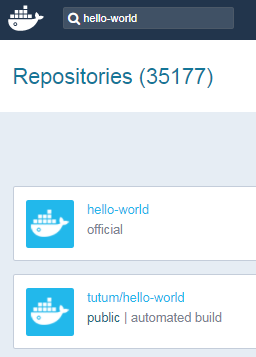 hello-world
Repositories (35177)
hello-world
official
tutum/hello-world
public | automated build